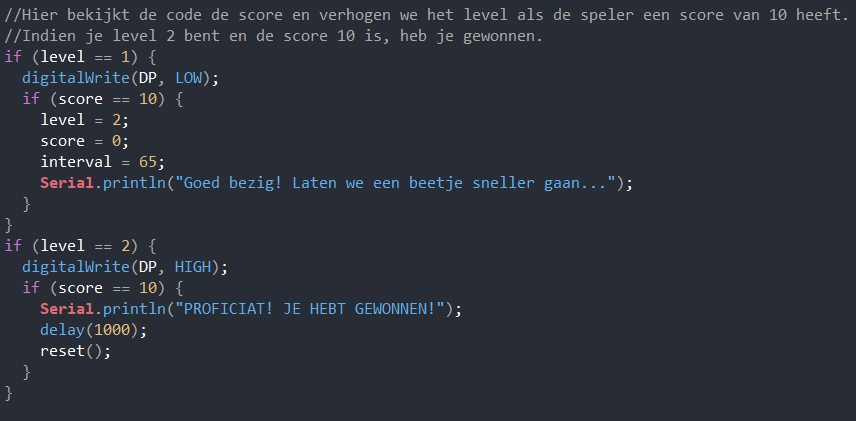 //Hier bekijkt de code de score en verhogen we het level als de speler een score van 10 heeft.
//Indien je level 2 bent en de score 10 is, heb je gewonnen.
if (level == 1) {
  digitalWrite(DP, LOW);
  if (score == 10) {
    level = 2;
    score = 0;
    interval = 65;
    Serial.println("Goed bezig! Laten we een beetje sneller gaan...");
  }
}
if (level == 2) {
  digitalWrite(DP, HIGH);
  if (score == 10) {
    Serial.println("PROFICIAT! JE HEBT GEWONNEN!");
    delay(1000);
    reset();
  }
}